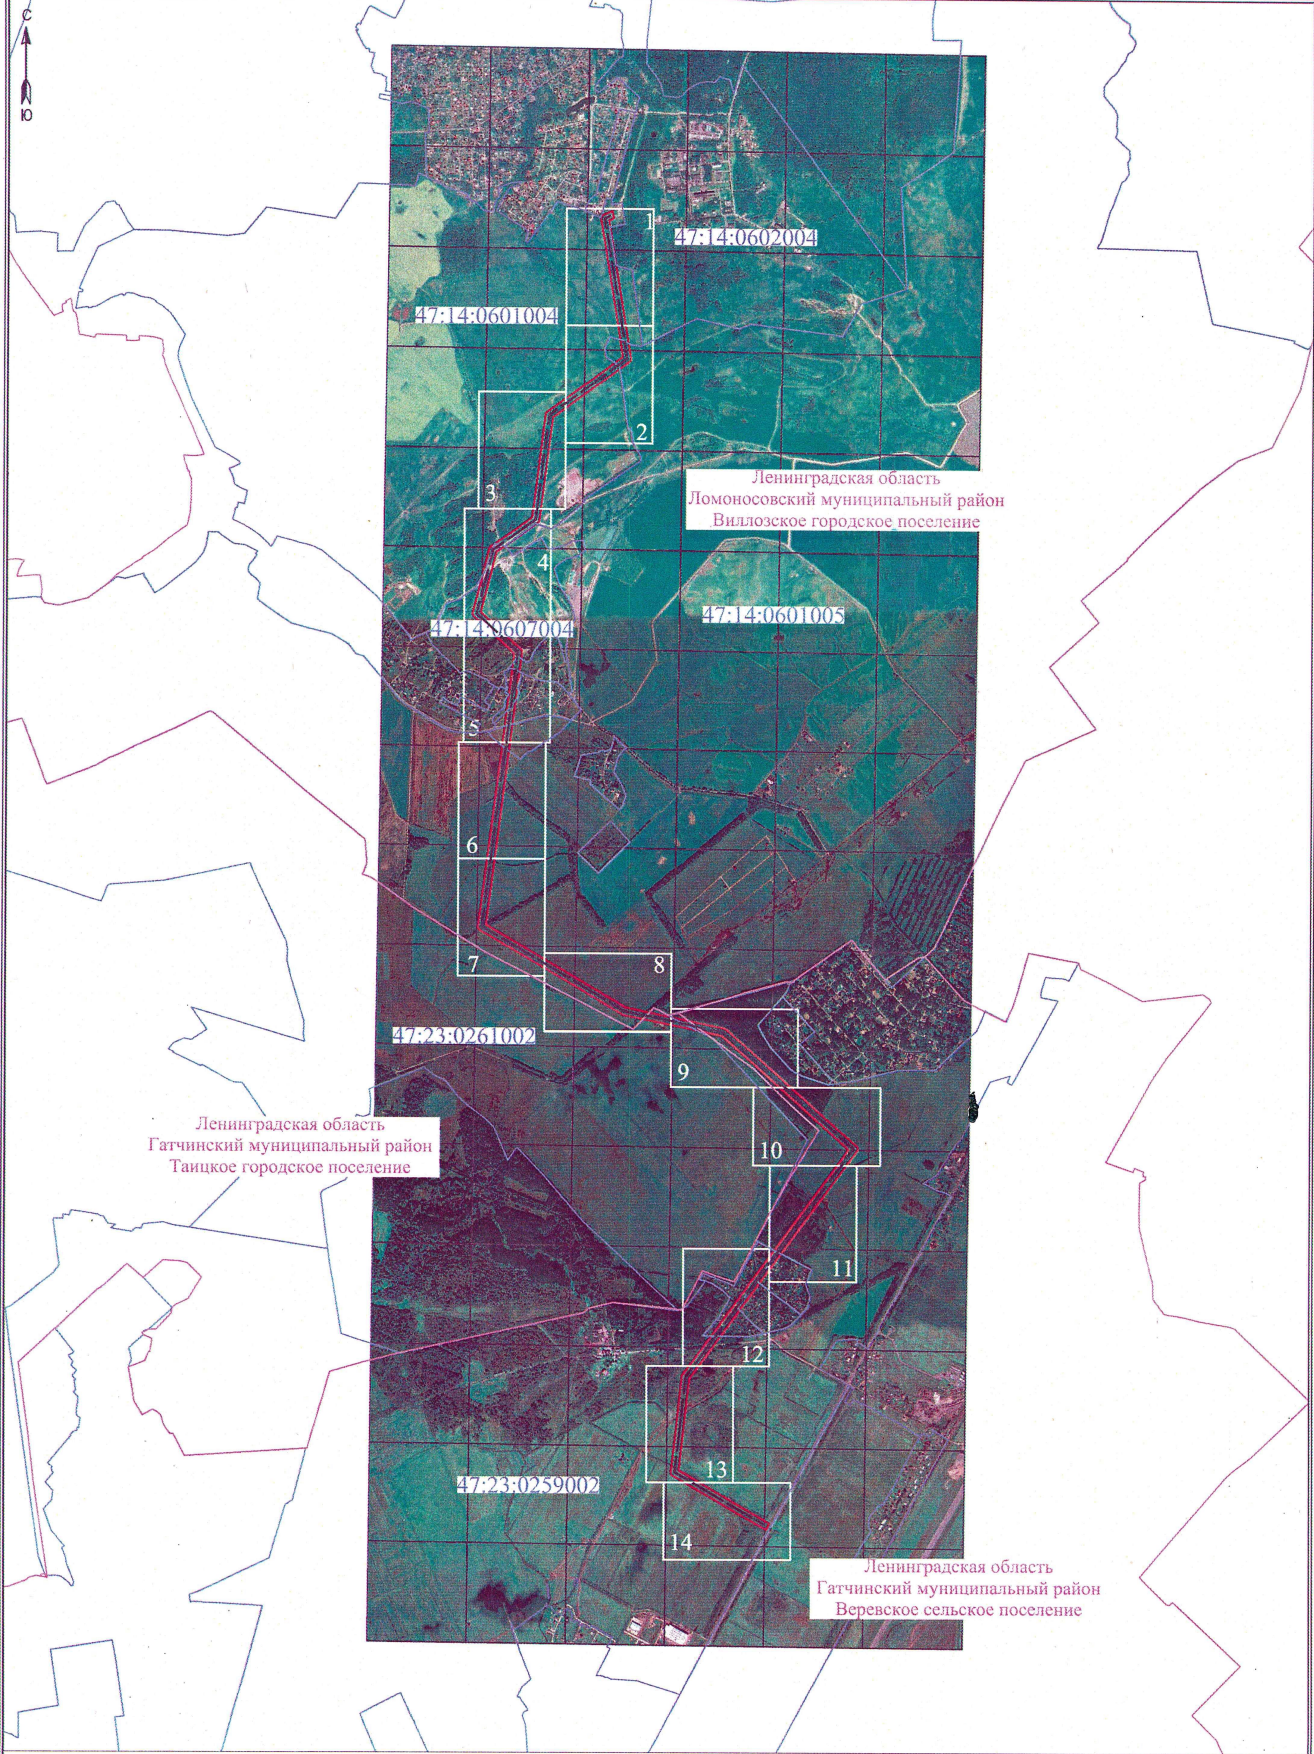 С
Ю
1
47:14:0602004
47:14:0601004
2
Ленинградская область
Ломоносовский муниципальный район
Виллозское городское поселение
3
4
47:14:0601005
47:14:0607004
5
6
7
8
47:23:0261002
9
Ленинградская область
Гатчинский муниципальный район
Таицкое городское поселение
10
11
12
13
47:23:0259002
14
Ленинградская область
Гатчинский муниципальный район
Веревское сельское поселение